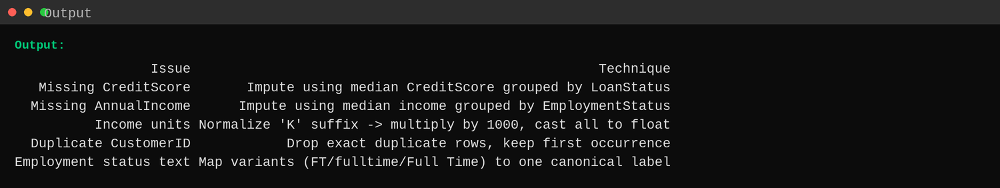 Output
Output:
Issue Technique
Missing CreditScore Impute using median CreditScore grouped by LoanStatus
Missing AnnualIncome Impute using median income grouped by EmploymentStatus
Income units Normalize 'K' suffix -> multiply by 1000, cast all to float
Duplicate CustomerID Drop exact duplicate rows, keep first occurrence
Employment status text Map variants (FT/fulltime/Full Time) to one canonical label